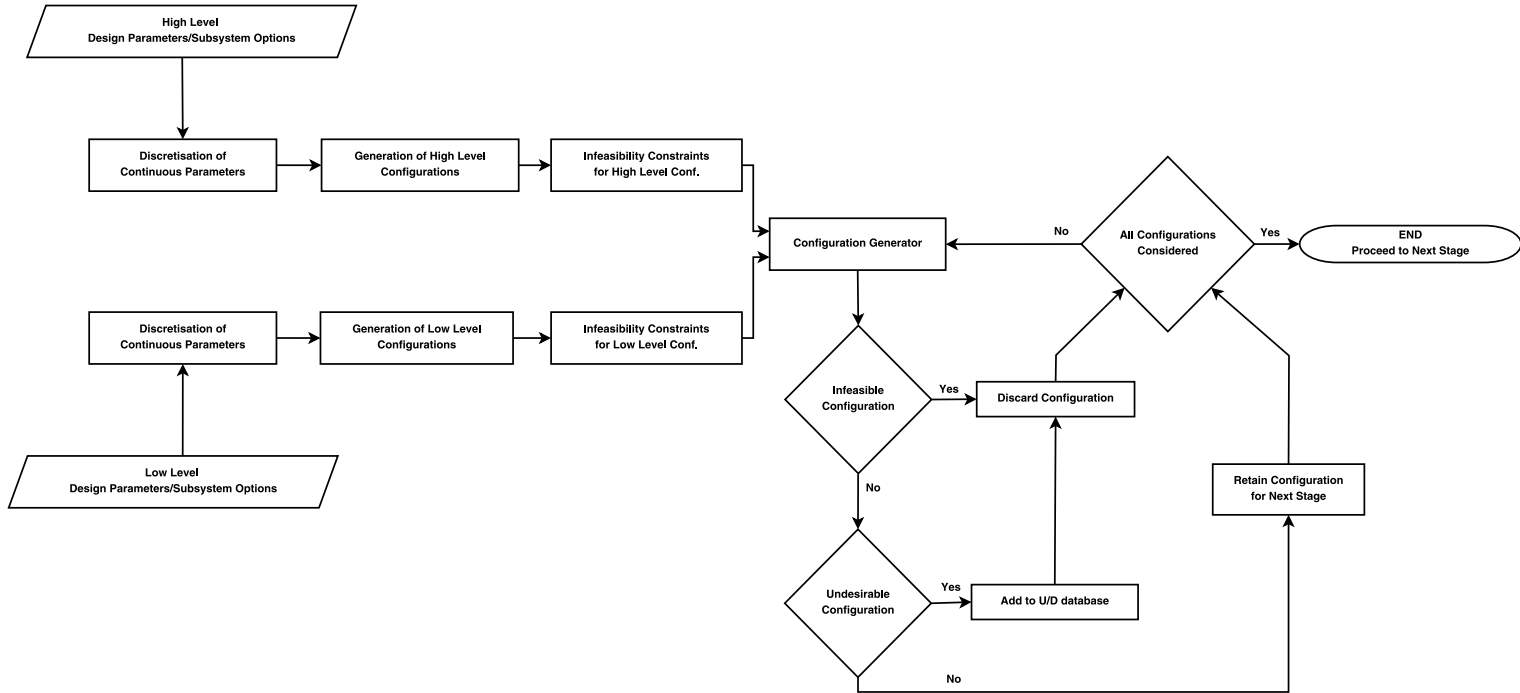 High Level
Design Parameters/Subsystem Options
Discretisation of
Continuous Parameters
Generation of High Level
Configurations
Infeasibility Constraints
for High Level Conf.
Configuration Generator
No
All Configurations
Considered
Yes
END
Proceed to Next Stage
Discretisation of
Continuous Parameters
Generation of Low Level
Configurations
Infeasibility Constraints
for Low Level Conf.
Low Level
Design Parameters/Subsystem Options
Infeasible
Configuration
Yes
Discard Configuration
No
Retain Configuration
for Next Stage
Undesirable
Configuration
Yes
Add to U/D database
No